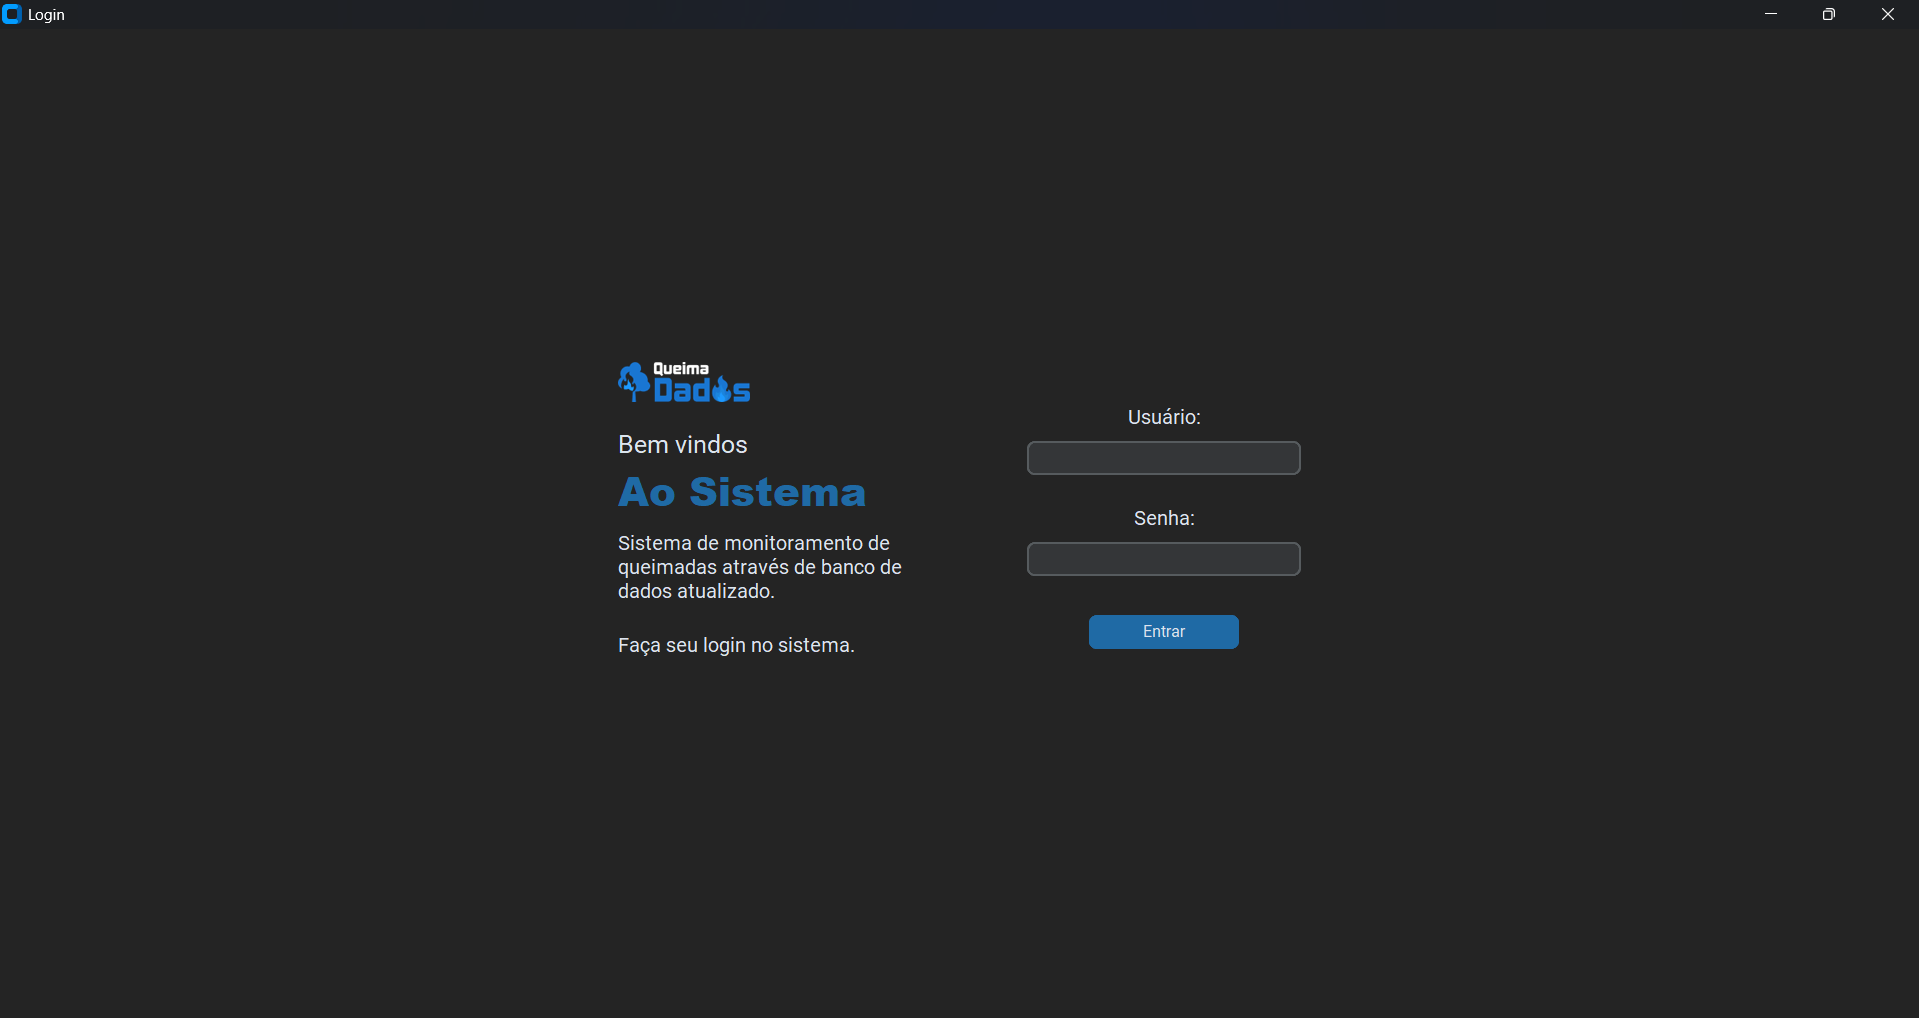 Login
Queima
Dados
Bem vindos
Ao Sistema
Sistema de monitoramento de
queimadas através de banco de
dados atualizado.
Faça seu login no sistema.
Usuário:
Senha:
Entrar